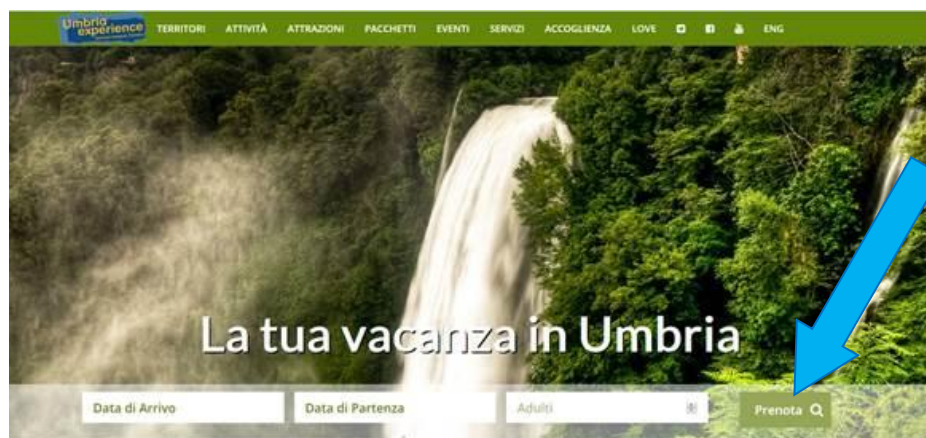 Umbria
experience
TERRITORI ATTIVITÀ ATTRAZIONI PACCHETTI EVENTI SERVIZI ACCOGLIENZA LOVE ENG
La tua vacanza in Umbria
Data di Arrivo Data di Partenza Adulti Prenota